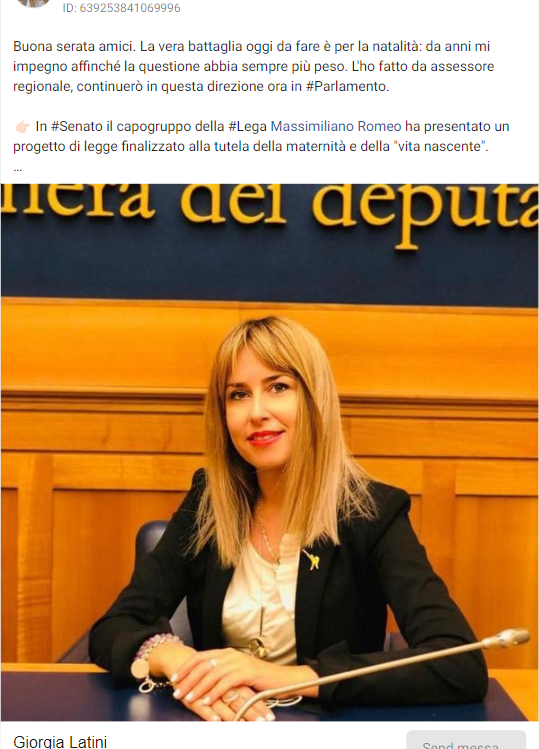 ID: 639253841069996
Buona serata amici. La vera battaglia oggi da fare è per la natalità: da anni mi
impegno affinché la questione abbia sempre più peso. L'ho fatto da assessore
regionale, continuerò in questa direzione ora in #Parlamento.
👉🏻 In #Senato il capogruppo della #Lega Massimiliano Romeo ha presentato un
progetto di legge finalizzato alla tutela della maternità e della "vita nascente".
...
mera dei deputa
Giorgia Latini
Send messa